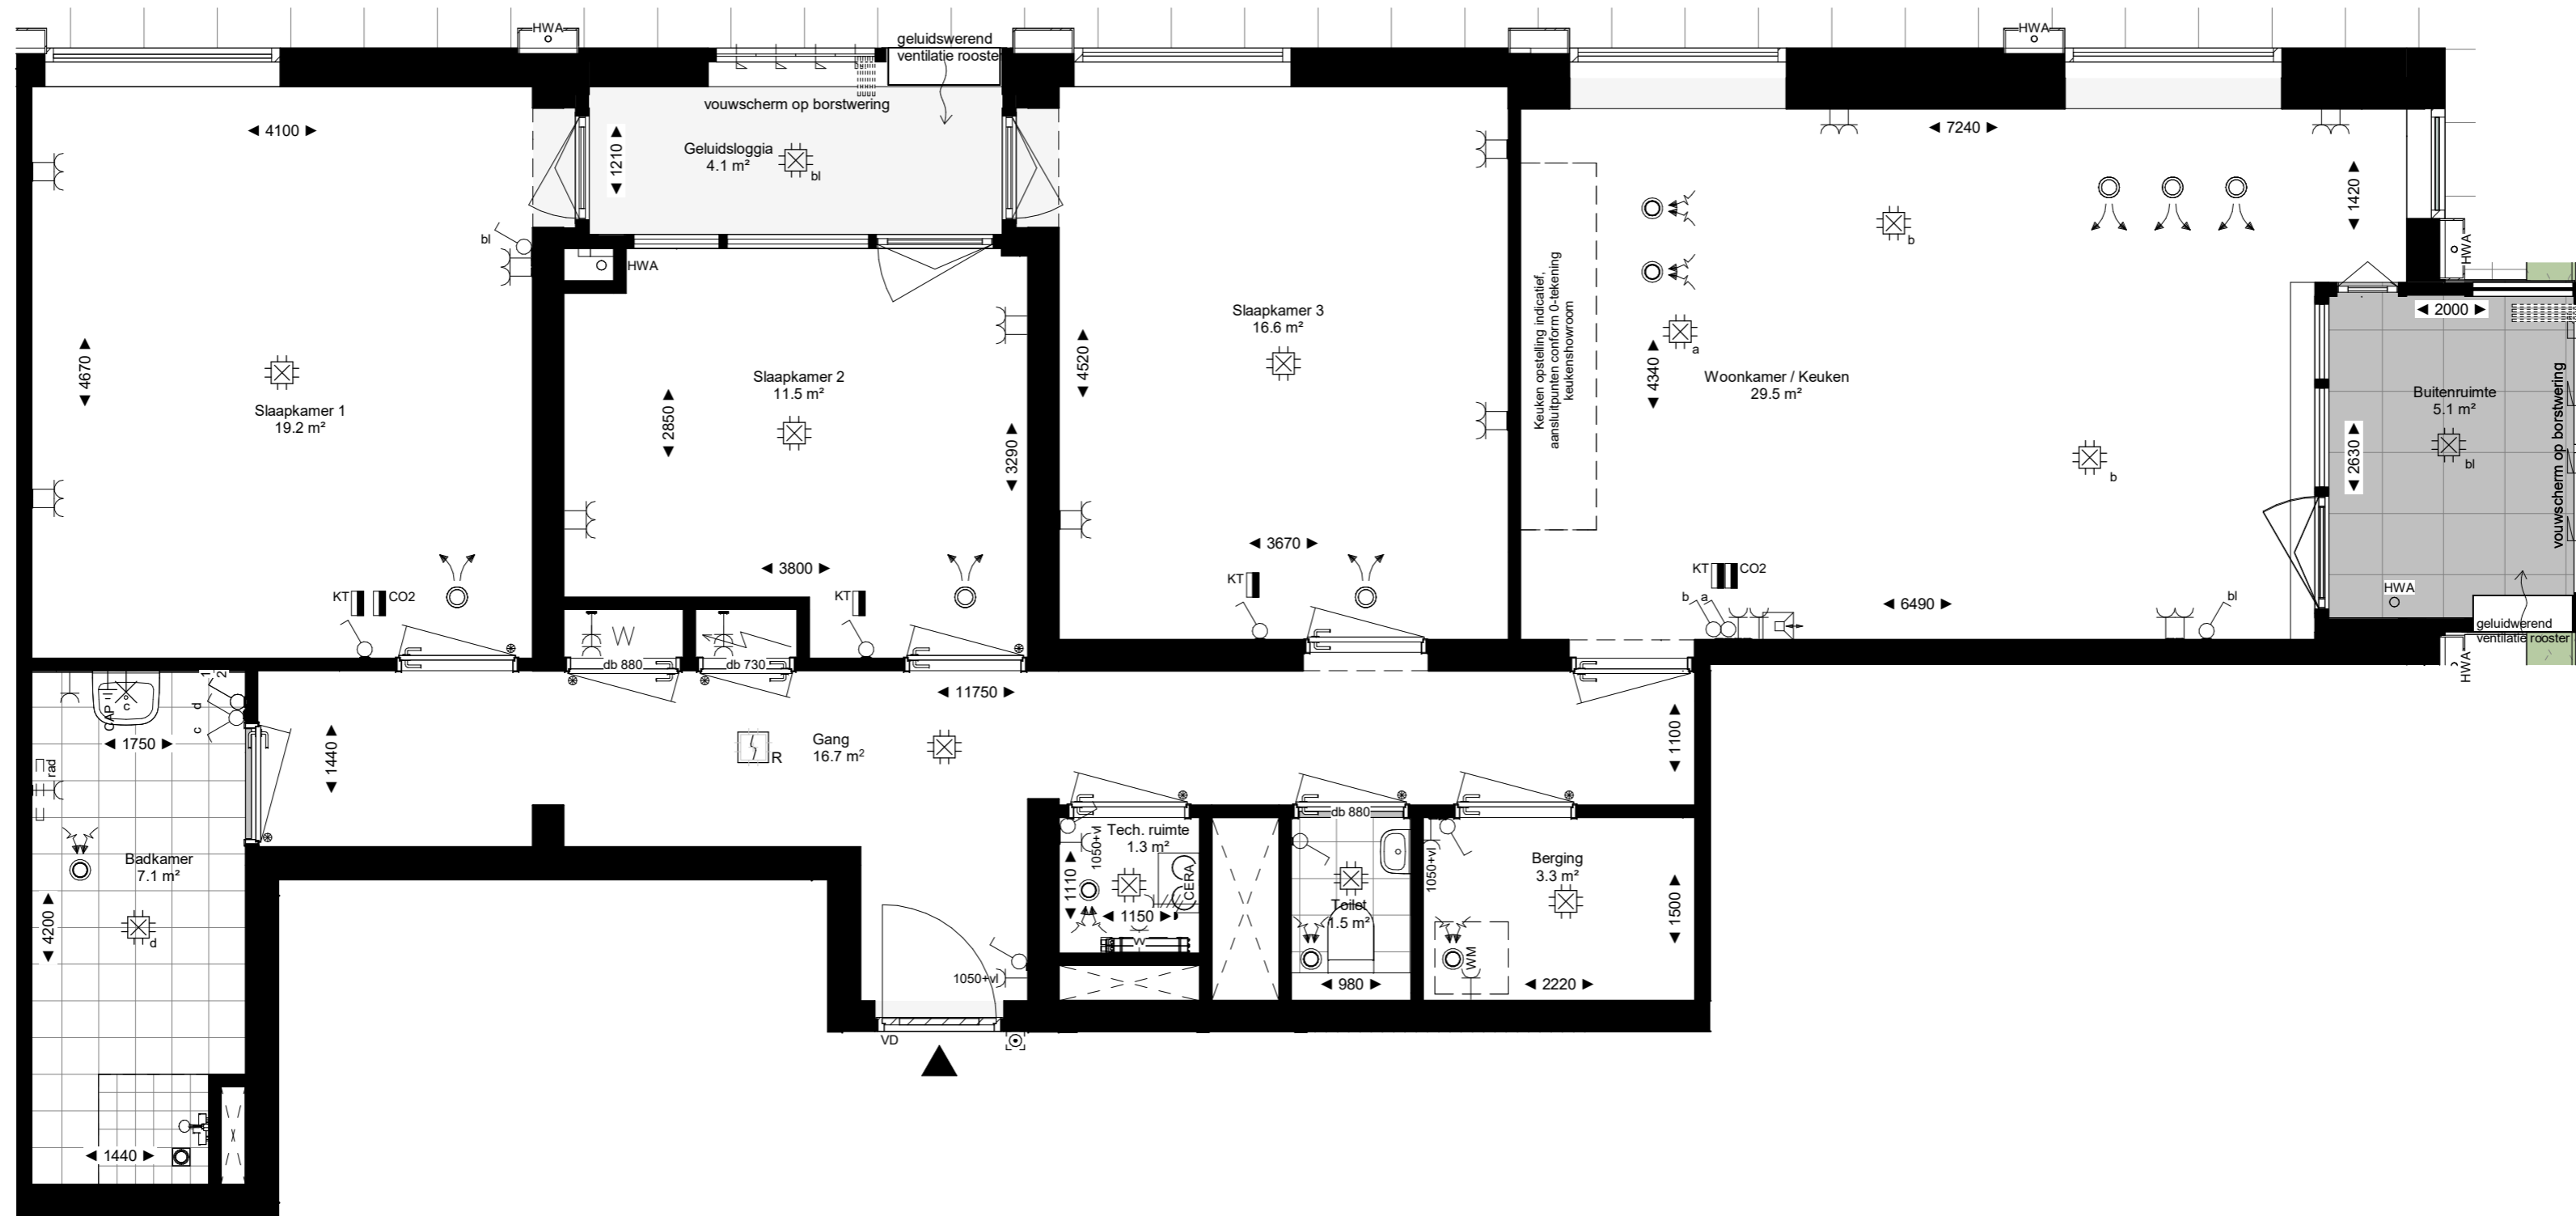 HWA
geluidswerend
ventilatie rooster
HWA
vouwscherm op borstwering
4100
7240
1210
Geluidsloggia
4.1 m²
bl
1420
bl
b
HWA
HWA
Keuken opstelling indicatief,
aansluitpunten conform 0-tekening
keukenshowroom
2000
Slaapkamer 3
16.6 m²
a
4670
4520
4340
Slaapkamer 1
19.2 m²
Slaapkamer 2
11.5 m²
Woonkamer / Keuken
29.5 m²
Buitenruimte
5.1 m²
bl
vouwscherm op borstwering
2850
3290
b
2630
3670
3800
KT
CO2
KT
KT
KT
CO2
b
a
6490
bl
HWA
geluidwerend
ventilatie rooster
HWA
W
db 880
db 730
11750
1
2
GAP
c
d
c
1750
rad
1440
R
Gang
16.7 m²
1100
Badkamer
7.1 m²
d
4200
1050+vl
Tech. ruimte
1.3 m²
1110
1150
CERA
W
db 880
Toilet
1.5 m²
980
1050+vl
Berging
3.3 m²
1500
WM
2220
1050+vl
VD
1440